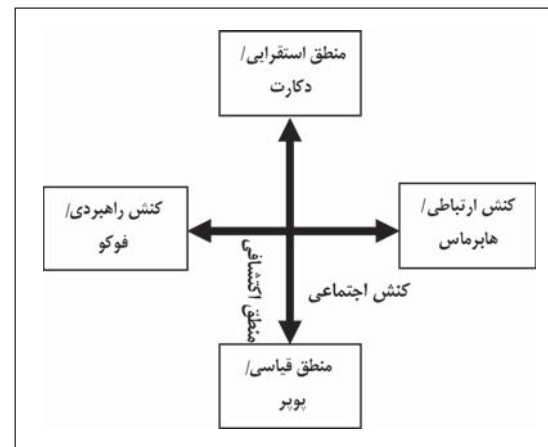 منطق استقرایی/
دکارت
کنش ارتباطی/
هابرماس
کنش راهبردی/
فوکو
منطق اکتشافی
کنش اجتماعی
منطق قیاسی/
پوپر